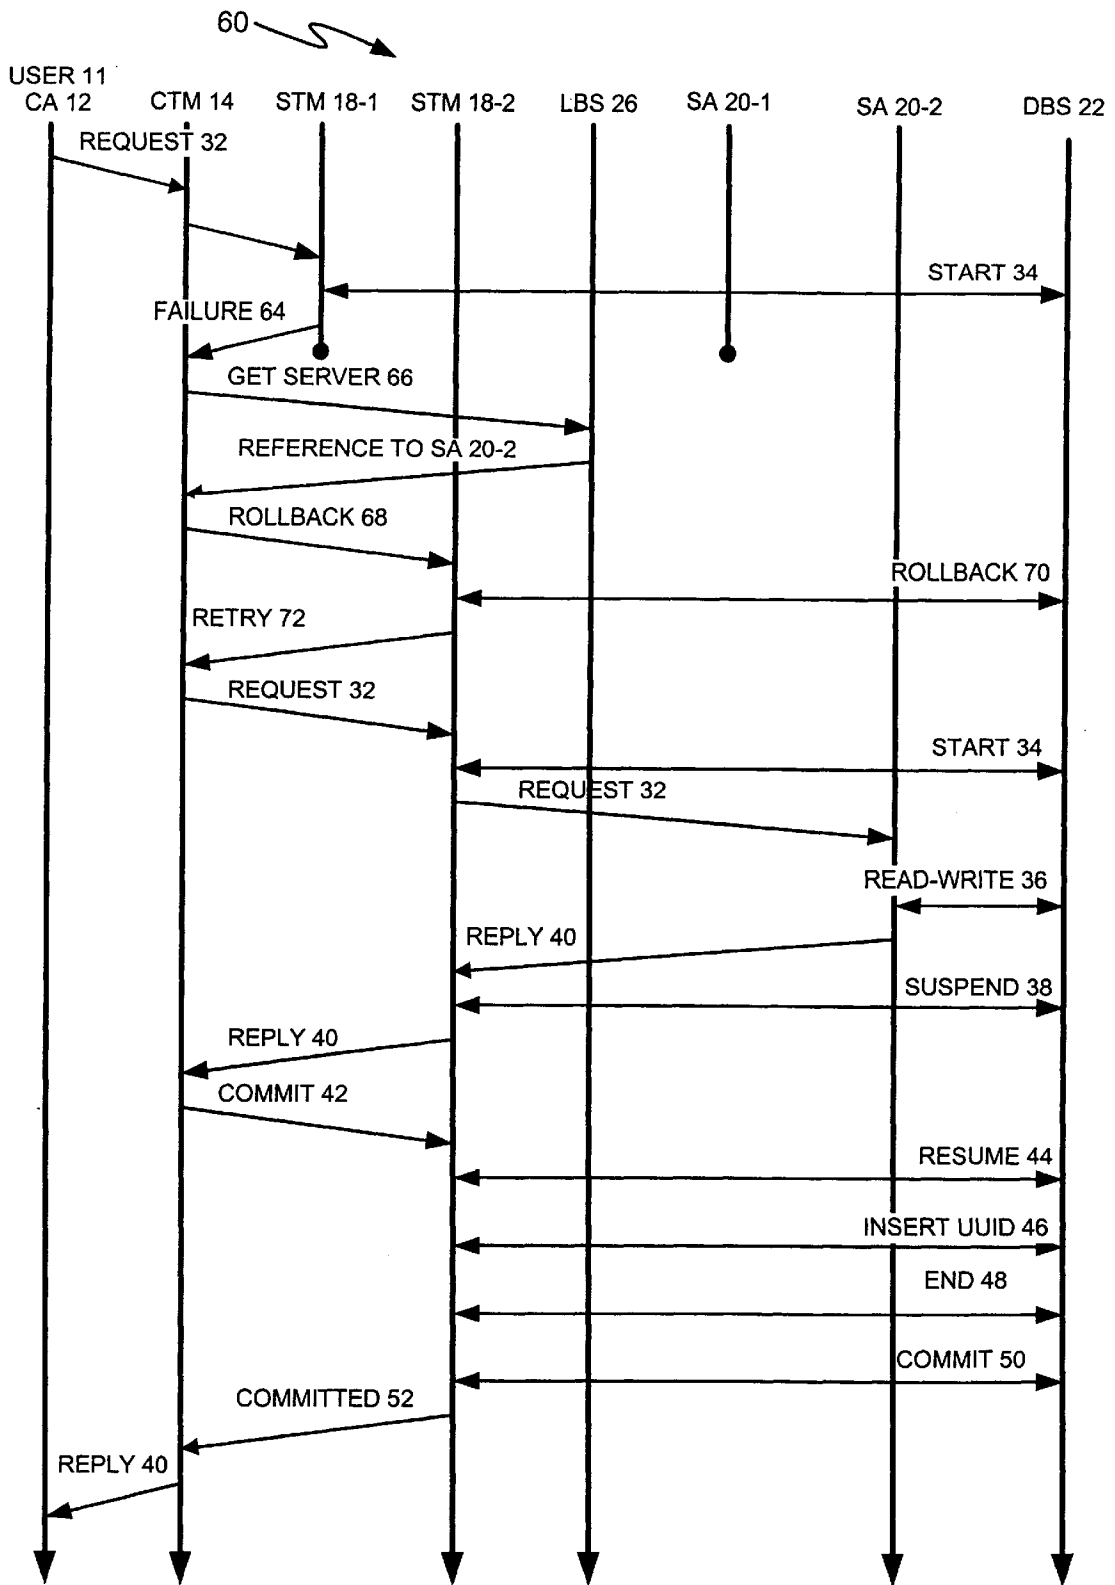 60
USER 11
CA 12
CTM 14
STM 18-1
STM 18-2
LBS 26
SA 20-1
SA 20-2
DBS 22
REQUEST 32
START 34
FAILURE 64
GET SERVER 66
REFERENCE TO SA 20-2
ROLLBACK 68
ROLLBACK 70
RETRY 72
REQUEST 32
START 34
REQUEST 32
READ-WRITE 36
REPLY 40
SUSPEND 38
REPLY 40
COMMIT 42
RESUME 44
INSERT UUID 46
END 48
COMMIT 50
COMMITTED 52
REPLY 40